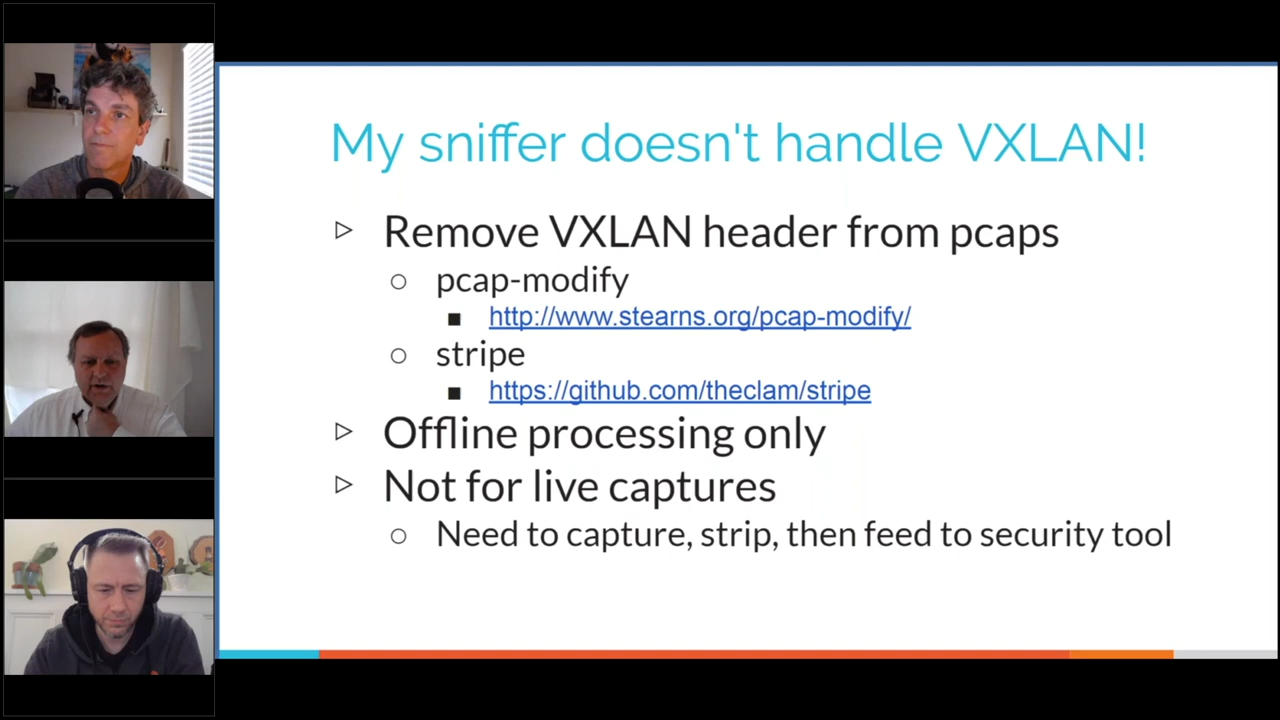 My sniffer doesn't handle VXLAN!
Remove VXLAN header from pcaps
pcap-modify
http://www.stearns.org/pcap-modify/
stripe
https://github.com/theclam/stripe
Offline processing only
Not for live captures
Need to capture, strip, then feed to security tool